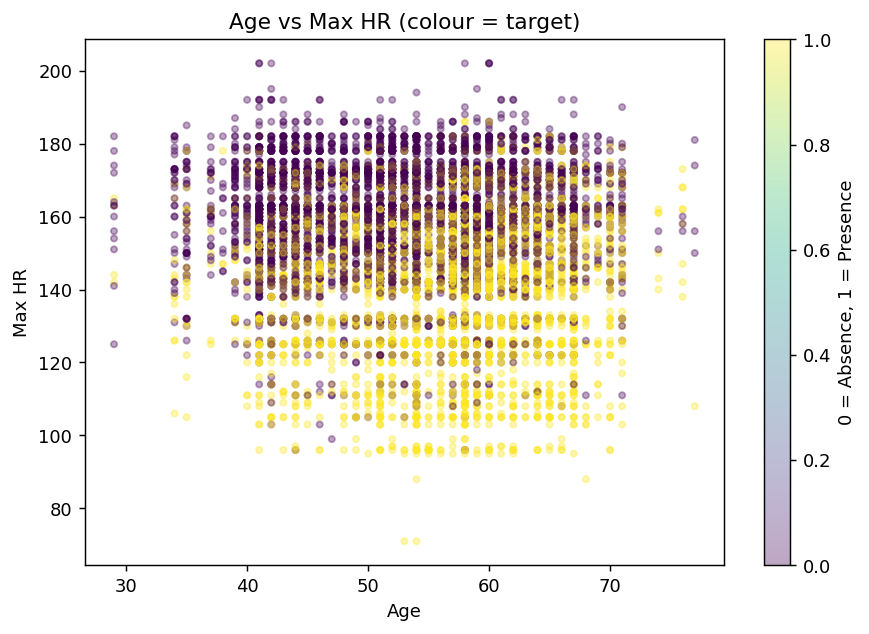 Age vs Max HR (colour = target)
200
180
160
140
120
100
80
Max HR
30 40 50 60 70
Age
1.0
0.8
0.6
0.4
0.2
0.0
0 = Absence, 1 = Presence